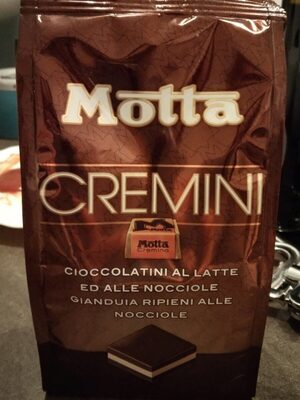 Motta
CREMINI
Motta
Cremino
CIOCCOLATINI AL LATTE
ED ALLE NOCCIOLE
GIANDUIA RIPIENI ALLE
NOCCIOLE